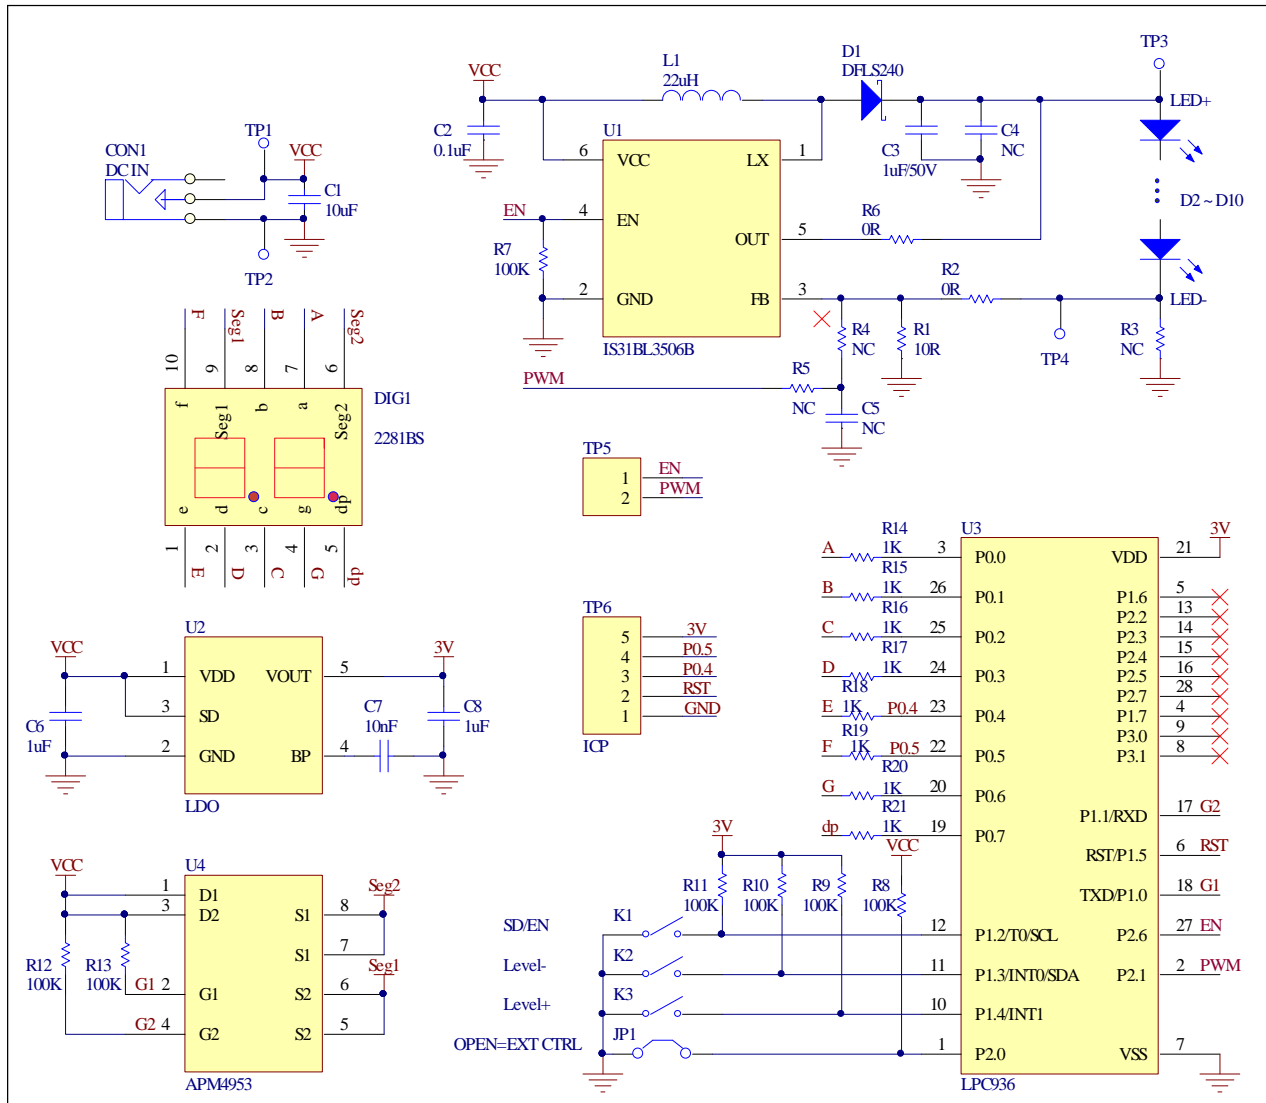 CON1
DC IN
TP1
VCC
C1
10uF
TP2
VCC
C2
0.1uF
L1
22uH
D1
DFLS240
C3
1uF/50V
C4
NC
TP3
LED+
D2~D10
LED-
U1
6 VCC
LX 1
4 EN
OUT 5
2 GND
FB 3
IS31BL3506B
EN
R7
100K
R6
0R
R2
0R
R4
NC
R1
10R
TP4
R3
NC
PWM
R5
NC
C5
NC
F
Seg1
B
A
Seg2
10
9
8
7
6
f
Seg1
b
a
Seg2
DIG1
2281BS
e
d
c
g
dp
1
2
3
4
5
E
D
C
G
dp
TP5
1 EN
2 PWM
TP6
5 3V
4 P0.5
3 P0.4
2 RST
1 GND
ICP
U2
VCC
1 VDD
VOUT 5
3V
3 SD
2 GND
BP 4
C6
1uF
C7
10nF
C8
1uF
LDO
U4
VCC
1 D1
3 D2
S1 8
S1 7
G1 2 G1
S2 6
G2 4 G2
S2 5
Seg2
Seg1
R12
100K
R13
100K
APM4953
U3
A R14 1K 3 P0.0
B R15 1K 26 P0.1
C R16 1K 25 P0.2
D R17 1K 24 P0.3
E R18 1K P0.4 23 P0.4
F R19 1K P0.5 22 P0.5
G R20 1K 20 P0.6
dp R21 1K 19 P0.7
VDD 21 3V
P1.6 5
P2.2 13
P2.3 14
P2.4 15
P2.5 16
P2.7 28
P1.7 4
P3.0 9
P3.1 8
P1.1/RXD 17 G2
RST/P1.5 6 RST
TXD/P1.0 18 G1
P2.6 27 EN
P2.1 2 PWM
VSS 7
3V
VCC
R11
100K
R10
100K
R9
100K
R8
100K
SD/EN K1 12 P1.2/T0/SCL
Level- K2 11 P1.3/INT0/SDA
Level+ K3 10 P1.4/INT1
OPEN=EXT CTRL JP1 1 P2.0
LPC936